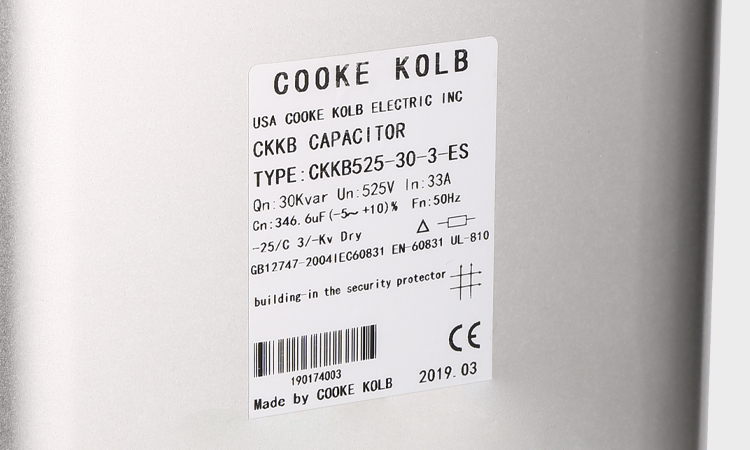 COOKE KOLB
USA COOKE KOLB ELECTRIC INC
CKKB CAPACITOR
TYPE:CKKB525-30-3-ES
Qn:30Kvar Un:525V In:33A
Cn:346.6uF(-5～+10)% Fn:50Hz
-25/C 3/-Kv Dry
GB12747-2004IEC60831 EN-60831 UL-810
building-in the security protector
CE
190174003
Made by COOKE KOLB 2019.03